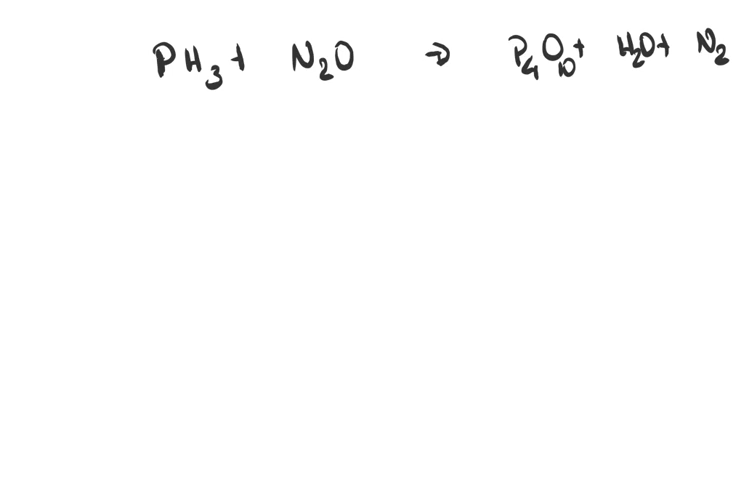 PH₃ + N₂O → P₄O₁₀ + H₂O + N₂